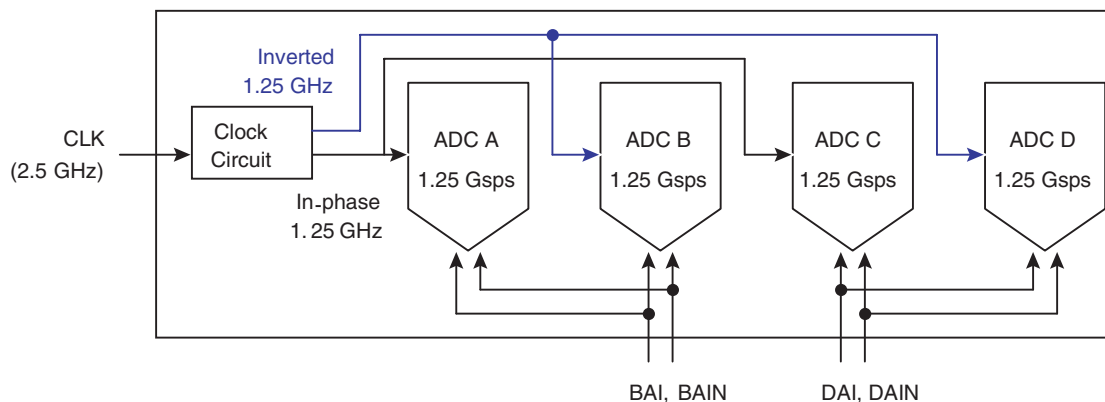 Inverted
1.25 GHz
CLK
(2.5 GHz)
Clock
Circuit
In-phase
1. 25 GHz
ADC A
1.25 Gsps
ADC B
1.25 Gsps
ADC C
1.25 Gsps
ADC D
1.25 Gsps
BAI, BAIN
DAI, DAIN